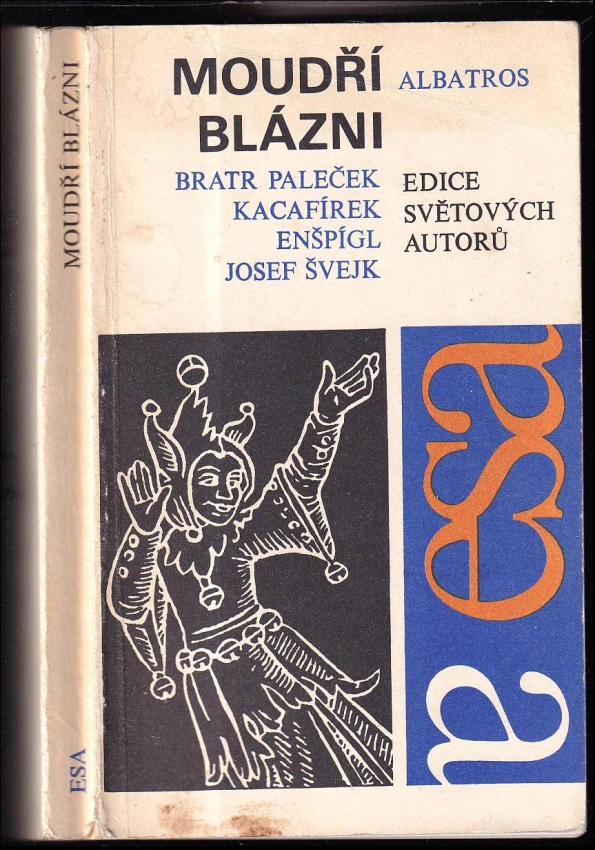 MOUDŘÍ BLÁZNI
ESA
MOUDŘÍ
BLÁZNI
BRATR PALEČEK
KACAFÍREK
ENŠPÍGL
JOSEF ŠVEJK
ALBATROS
EDICE
SVĚTOVÝCH
AUTORŮ
esa
a